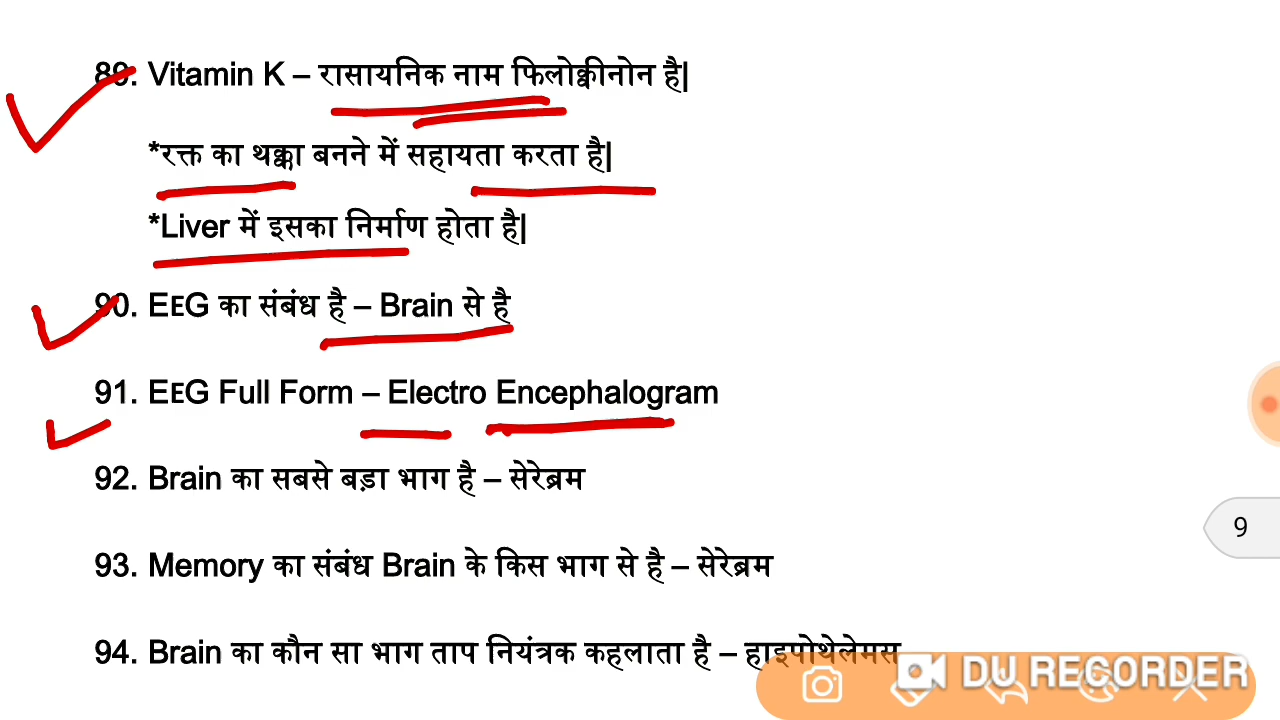 89. Vitamin K – रासायनिक नाम फिलोक्वीनोन है|
*रक्त का थक्का बनने में सहायता करता है|
*Liver में इसका निर्माण होता है|
90. EEG का संबंध है – Brain से है
91. EEG Full Form – Electro Encephalogram
92. Brain का सबसे बड़ा भाग है – सेरेब्रम
9
93. Memory का संबंध Brain के किस भाग से है – सेरेब्रम
94. Brain का कौन सा भाग ताप नियंत्रक कहलाता है – हाइपोथेलेमस
DU RECORDER